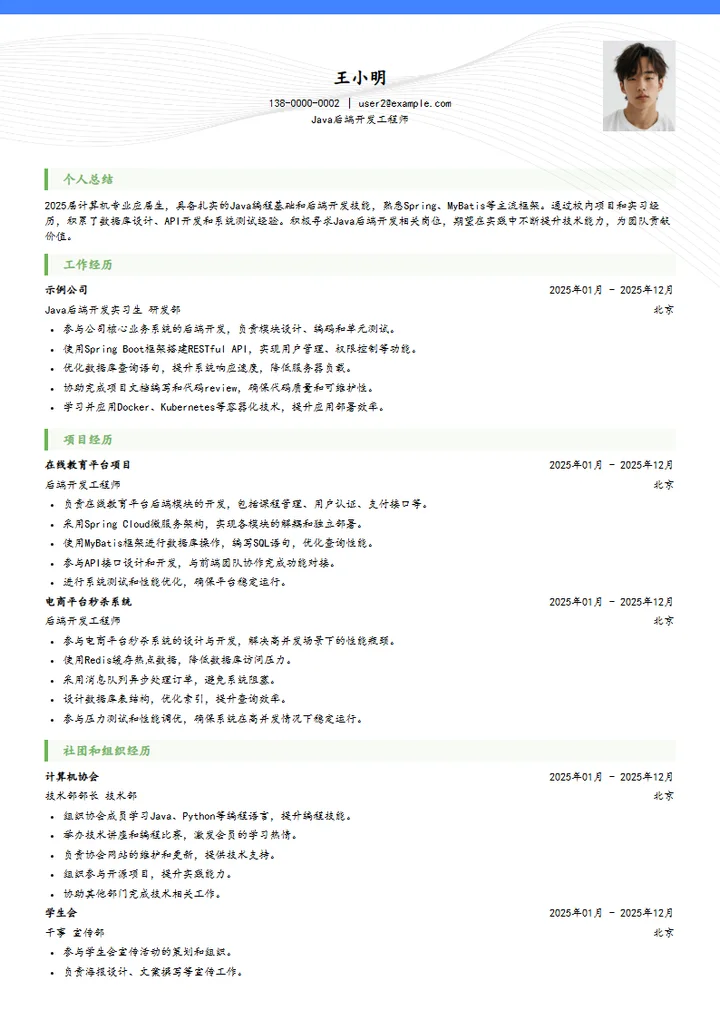 王小明
138-0000-0002 | user2@example.com
Java后端开发工程师
个人总结
2025届计算机专业应届生，具备扎实的Java编程基础和后端开发技能，熟悉Spring、MyBatis等主流框架。通过校内项目和实习经
历，积累了数据库设计、API开发和系统测试经验。积极寻求Java后端开发相关岗位，期望在实践中不断提升技术能力，为团队贡献
价值。
工作经历
示例公司 2025年01月 - 2025年12月
Java后端开发实习生 研发部 北京
• 参与公司核心业务系统的后端开发，负责模块设计、编码和单元测试。
• 使用Spring Boot框架搭建RESTful API，实现用户管理、权限控制等功能。
• 优化数据库查询语句，提升系统响应速度，降低服务器负载。
• 协助完成项目文档编写和代码review，确保代码质量和可维护性。
• 学习并应用Docker、Kubernetes等容器化技术，提升应用部署效率。
项目经历
在线教育平台项目 2025年01月 - 2025年12月
后端开发工程师 北京
• 负责在线教育平台后端模块的开发，包括课程管理、用户认证、支付接口等。
• 采用Spring Cloud微服务架构，实现各模块的解耦和独立部署。
• 使用MyBatis框架进行数据库操作，编写SQL语句，优化查询性能。
• 参与API接口设计和开发，与前端团队协作完成功能对接。
• 进行系统测试和性能优化，确保平台稳定运行。
电商平台秒杀系统 2025年01月 - 2025年12月
后端开发工程师 北京
• 参与电商平台秒杀系统的设计与开发，解决高并发场景下的性能瓶颈。
• 使用Redis缓存热点数据，降低数据库访问压力。
• 采用消息队列异步处理订单，避免系统阻塞。
• 设计数据库表结构，优化索引，提升查询效率。
• 参与压力测试和性能调优，确保系统在高并发情况下稳定运行。
社团和组织经历
计算机协会 2025年01月 - 2025年12月
技术部部长 技术部 北京
• 组织协会成员学习Java、Python等编程语言，提升编程技能。
• 举办技术讲座和编程比赛，激发会员的学习热情。
• 负责协会网站的维护和更新，提供技术支持。
• 组织参与开源项目，提升实践能力。
• 协助其他部门完成技术相关工作。
学生会 2025年01月 - 2025年12月
干事 宣传部 北京
• 参与学生会宣传活动的策划和组织。
• 负责海报设计、文案撰写等宣传工作。